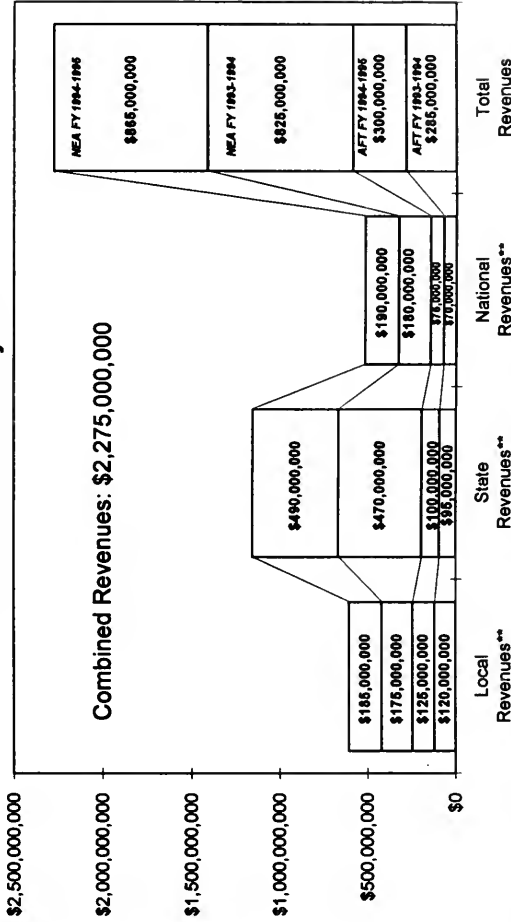 Combined Revenues: $2,275,000,000
$2,500,000,000
$2,000,000,000
$1,500,000,000
$1,000,000,000
$500,000,000
$0
$185,000,000
$175,000,000
$125,000,000
$120,000,000
Local
Revenues**
$490,000,000
$470,000,000
$100,000,000
$95,000,000
State
Revenues**
$190,000,000
$180,000,000
$75,000,000
$70,000,000
National
Revenues**
NEA FY 1994-1995
$865,000,000
NEA FY 1993-1994
$825,000,000
AFT FY 1994-1995
$300,000,000
AFT FY 1993-1994
$285,000,000
Total
Revenues